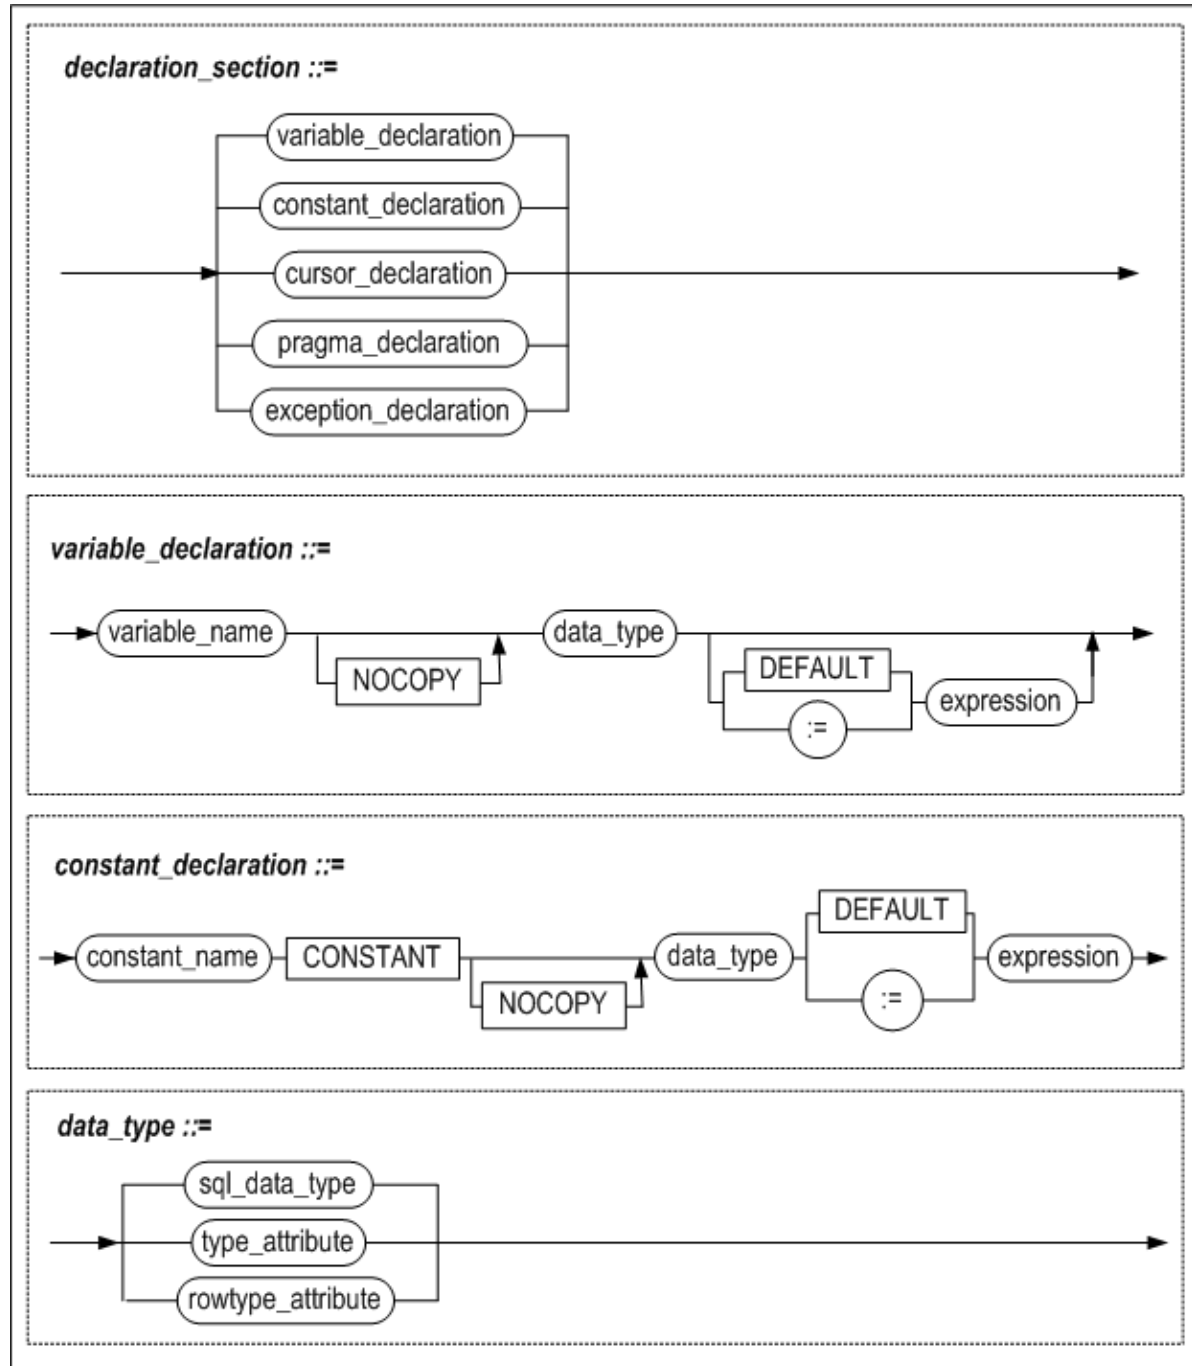 declaration_section ::=
variable_declaration
constant_declaration
cursor_declaration
pragma_declaration
exception_declaration
variable_declaration ::=
variable_name NOCOPY data_type DEFAULT := expression
constant_declaration ::=
constant_name CONSTANT NOCOPY data_type DEFAULT := expression
data_type ::=
sql_data_type
type_attribute
rowtype_attribute